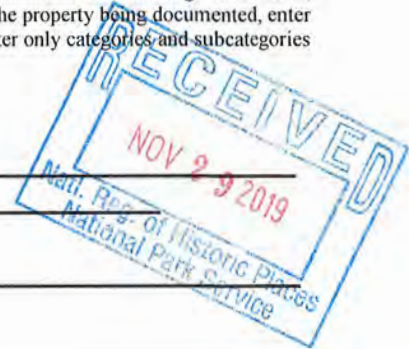 he property being documented, enter
ter only categories and subcategories
RECEIVED
NOV 29 2019
Natl. Reg. of Historic Places
National Park Service